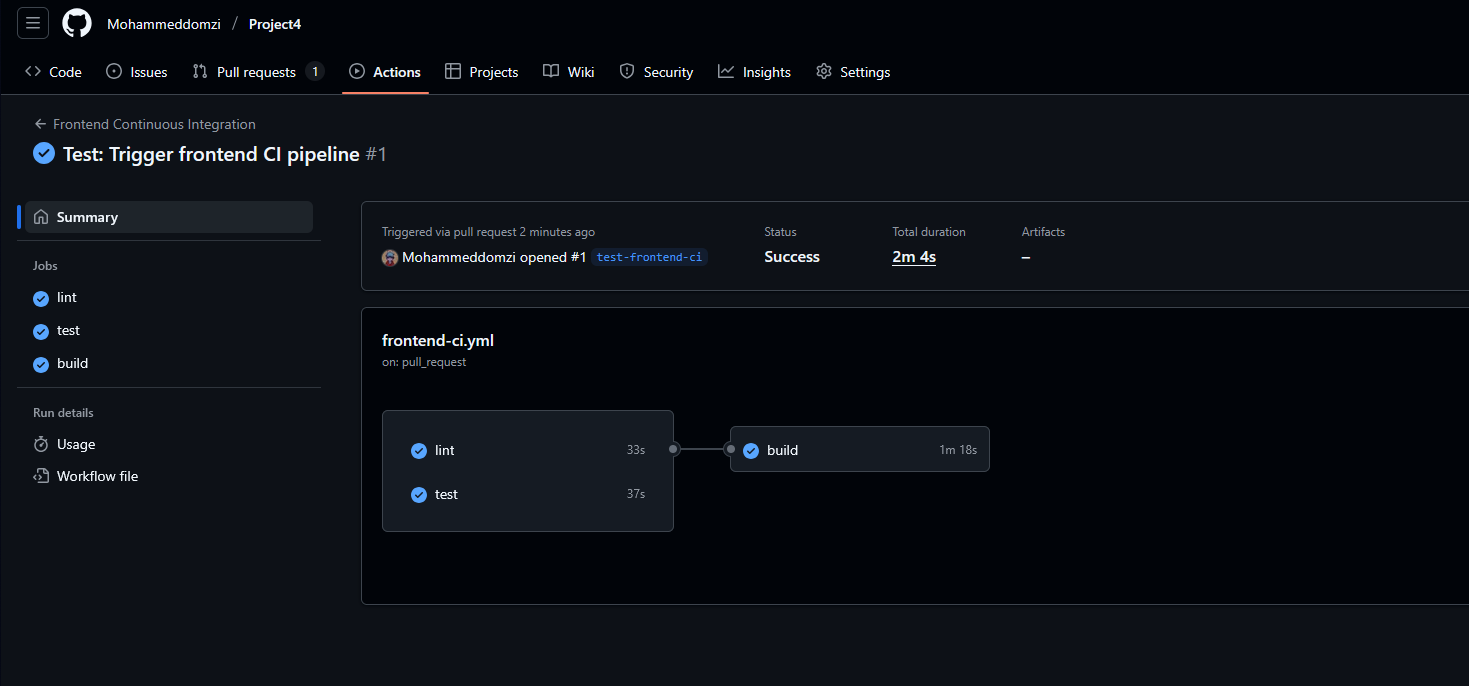 Mohammeddomzi / Project4
Code Issues Pull requests 1 Actions Projects Wiki Security Insights Settings
← Frontend Continuous Integration
Test: Trigger frontend CI pipeline #1
Summary
Jobs
lint
test
build
Run details
Usage
Workflow file
Triggered via pull request 2 minutes ago
Mohammeddomzi opened #1 test-frontend-ci
Status
Success
Total duration
2m 4s
Artifacts
–
frontend-ci.yml
on: pull_request
lint 33s
test 37s
build 1m 18s